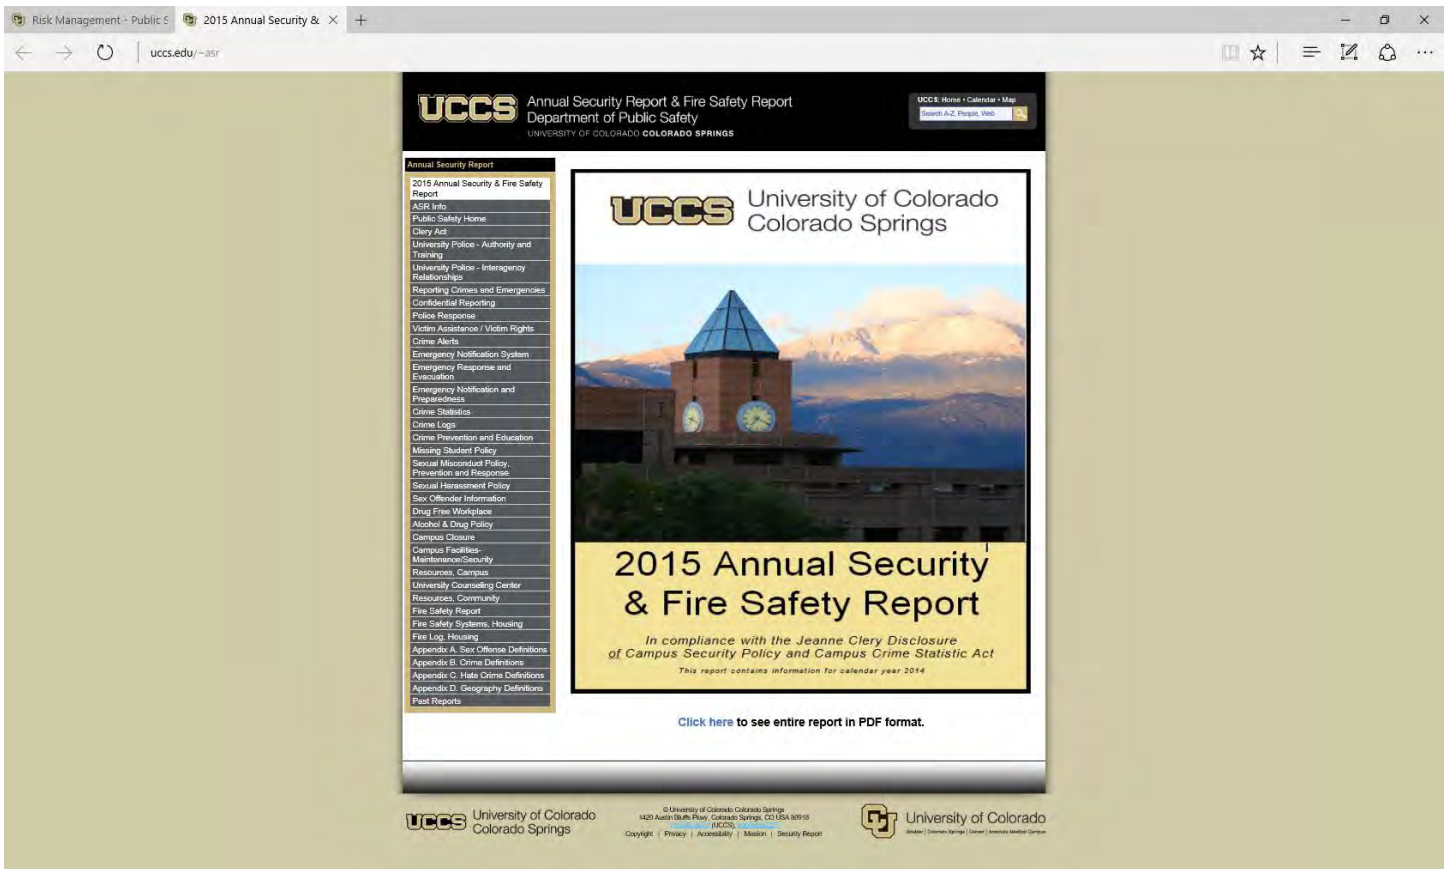 Risk Management - Public S
2015 Annual Security &
uccs.edu/~asr
UCCS
Annual Security Report & Fire Safety Report
Department of Public Safety
UNIVERSITY OF COLORADO COLORADO SPRINGS
UCCS: Home • Calendar • Map
Search A-Z, People, Web
Annual Security Report
2015 Annual Security & Fire Safety
Report
ASR Info
Public Safety Home
Clery Act
University Police - Authority and
Training
University Police - Interagency
Relationships
Reporting Crimes and Emergencies
Confidential Reporting
Police Response
Victim Assistance / Victim Rights
Crime Alerts
Emergency Notification System
Emergency Response and
Evacuation
Emergency Notification and
Preparedness
Crime Statistics
Crime Logs
Crime Prevention and Education
Missing Student Policy
Sexual Misconduct Policy,
Prevention and Response
Sexual Harassment Policy
Sex Offender Information
Drug Free Workplace
Alcohol & Drug Policy
Campus Closure
Campus Facilities-
Maintenance/Security
Resources, Campus
University Counseling Center
Resources, Community
Fire Safety Report
Fire Safety Systems, Housing
Fire Log, Housing
Appendix A. Sex Offense Definitions
Appendix B. Crime Definitions
Appendix C. Hate Crime Definitions
Appendix D. Geography Definitions
Past Reports
UCCS
University of Colorado
Colorado Springs
2015 Annual Security
& Fire Safety Report
In compliance with the Jeanne Clery Disclosure
of Campus Security Policy and Campus Crime Statistic Act
This report contains information for calendar year 2014
Click here to see entire report in PDF format.
UCCS
University of Colorado
Colorado Springs
© University of Colorado Colorado Springs
1420 Austin Bluffs Pkwy, Colorado Springs, CO USA 80918
(UCCS),
Copyright | Privacy | Accessibility | Mission | Security Report
CU
University of Colorado
Boulder | Colorado Springs | Denver | Anschutz Medical Campus